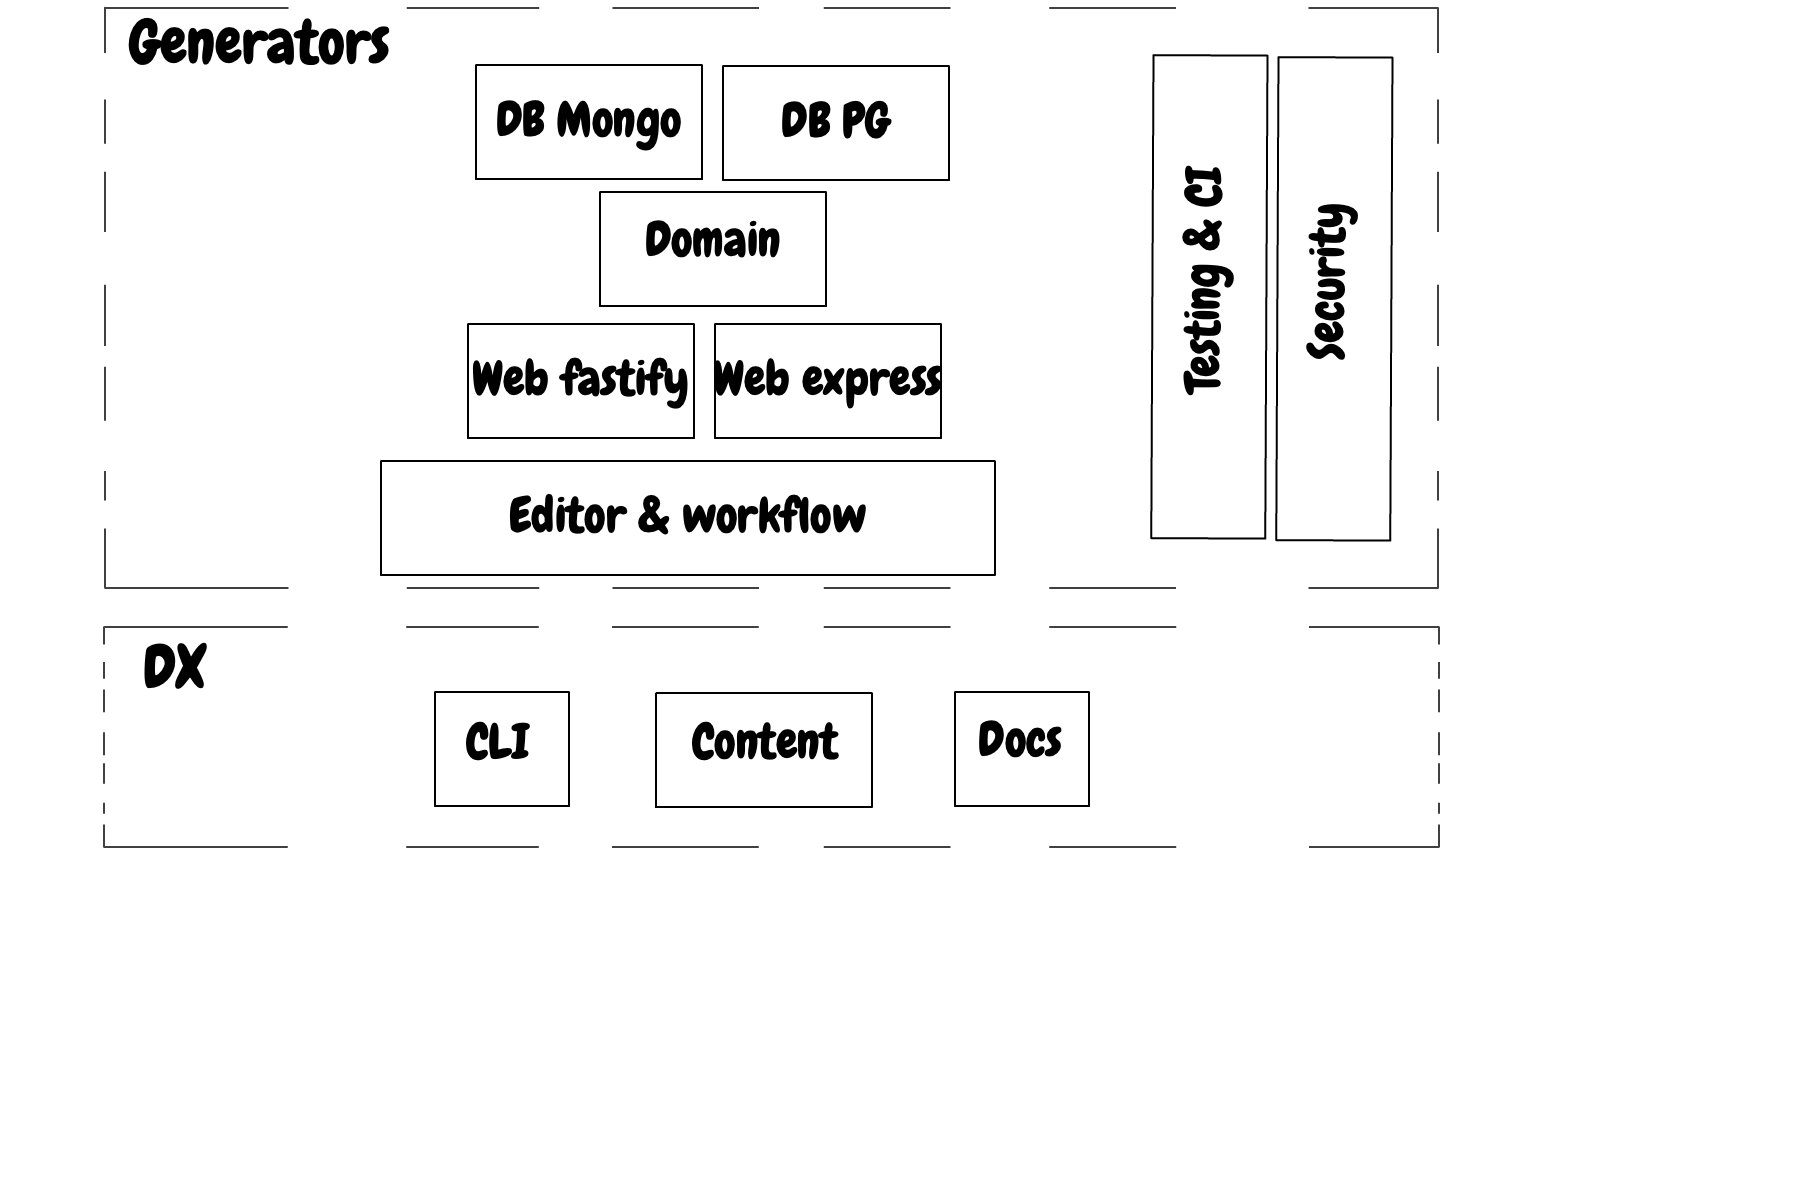 Generators
DB Mongo
DB PG
Domain
Web fastify
Web express
Editor & workflow
Testing & CI
Security
DX
CLI
Content
Docs